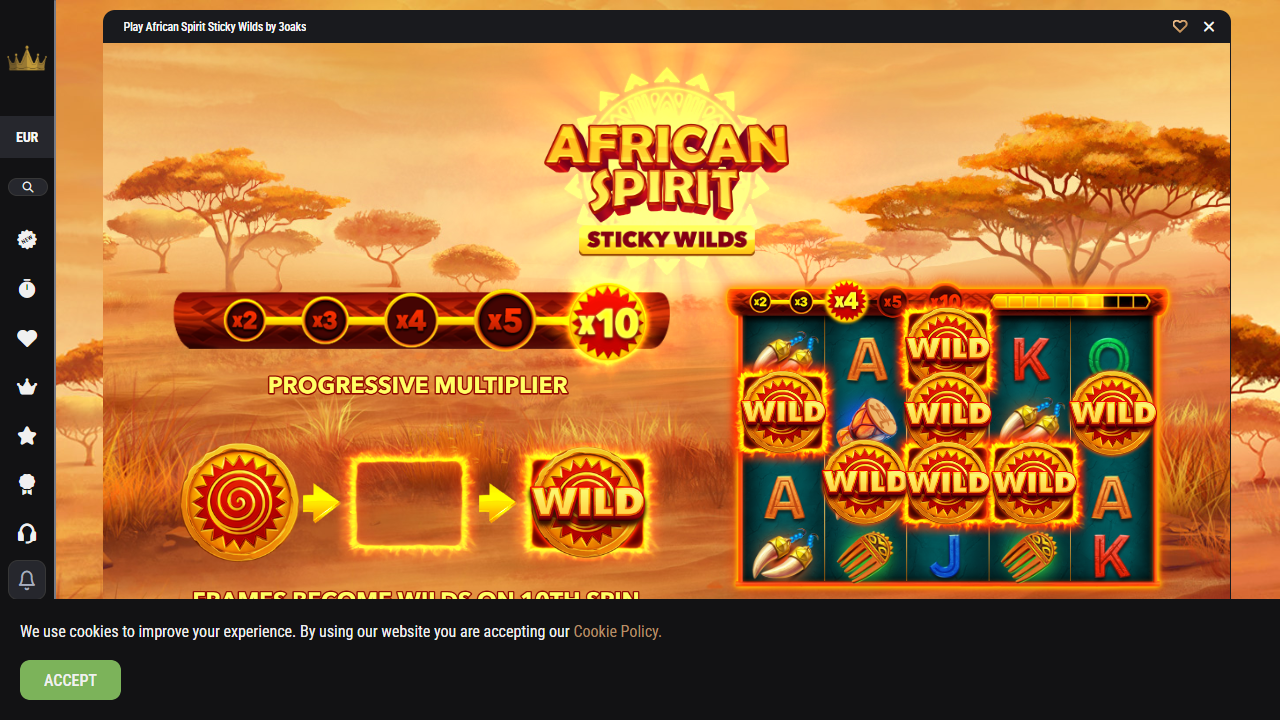 Play African Spirit Sticky Wilds by 3oaks
EUR
NEW
AFRICAN
SPIRIT
STICKY WILDS
x2 x3 x4 x5 x10
PROGRESSIVE MULTIPLIER
WILD
FRAMES BECOME WILDS ON 10TH SPIN
x2 x3 x4 x5 x10
A WILD K Q
WILD WILD WILD
A WILD WILD WILD A
J K
We use cookies to improve your experience. By using our website you are accepting our Cookie Policy.
ACCEPT